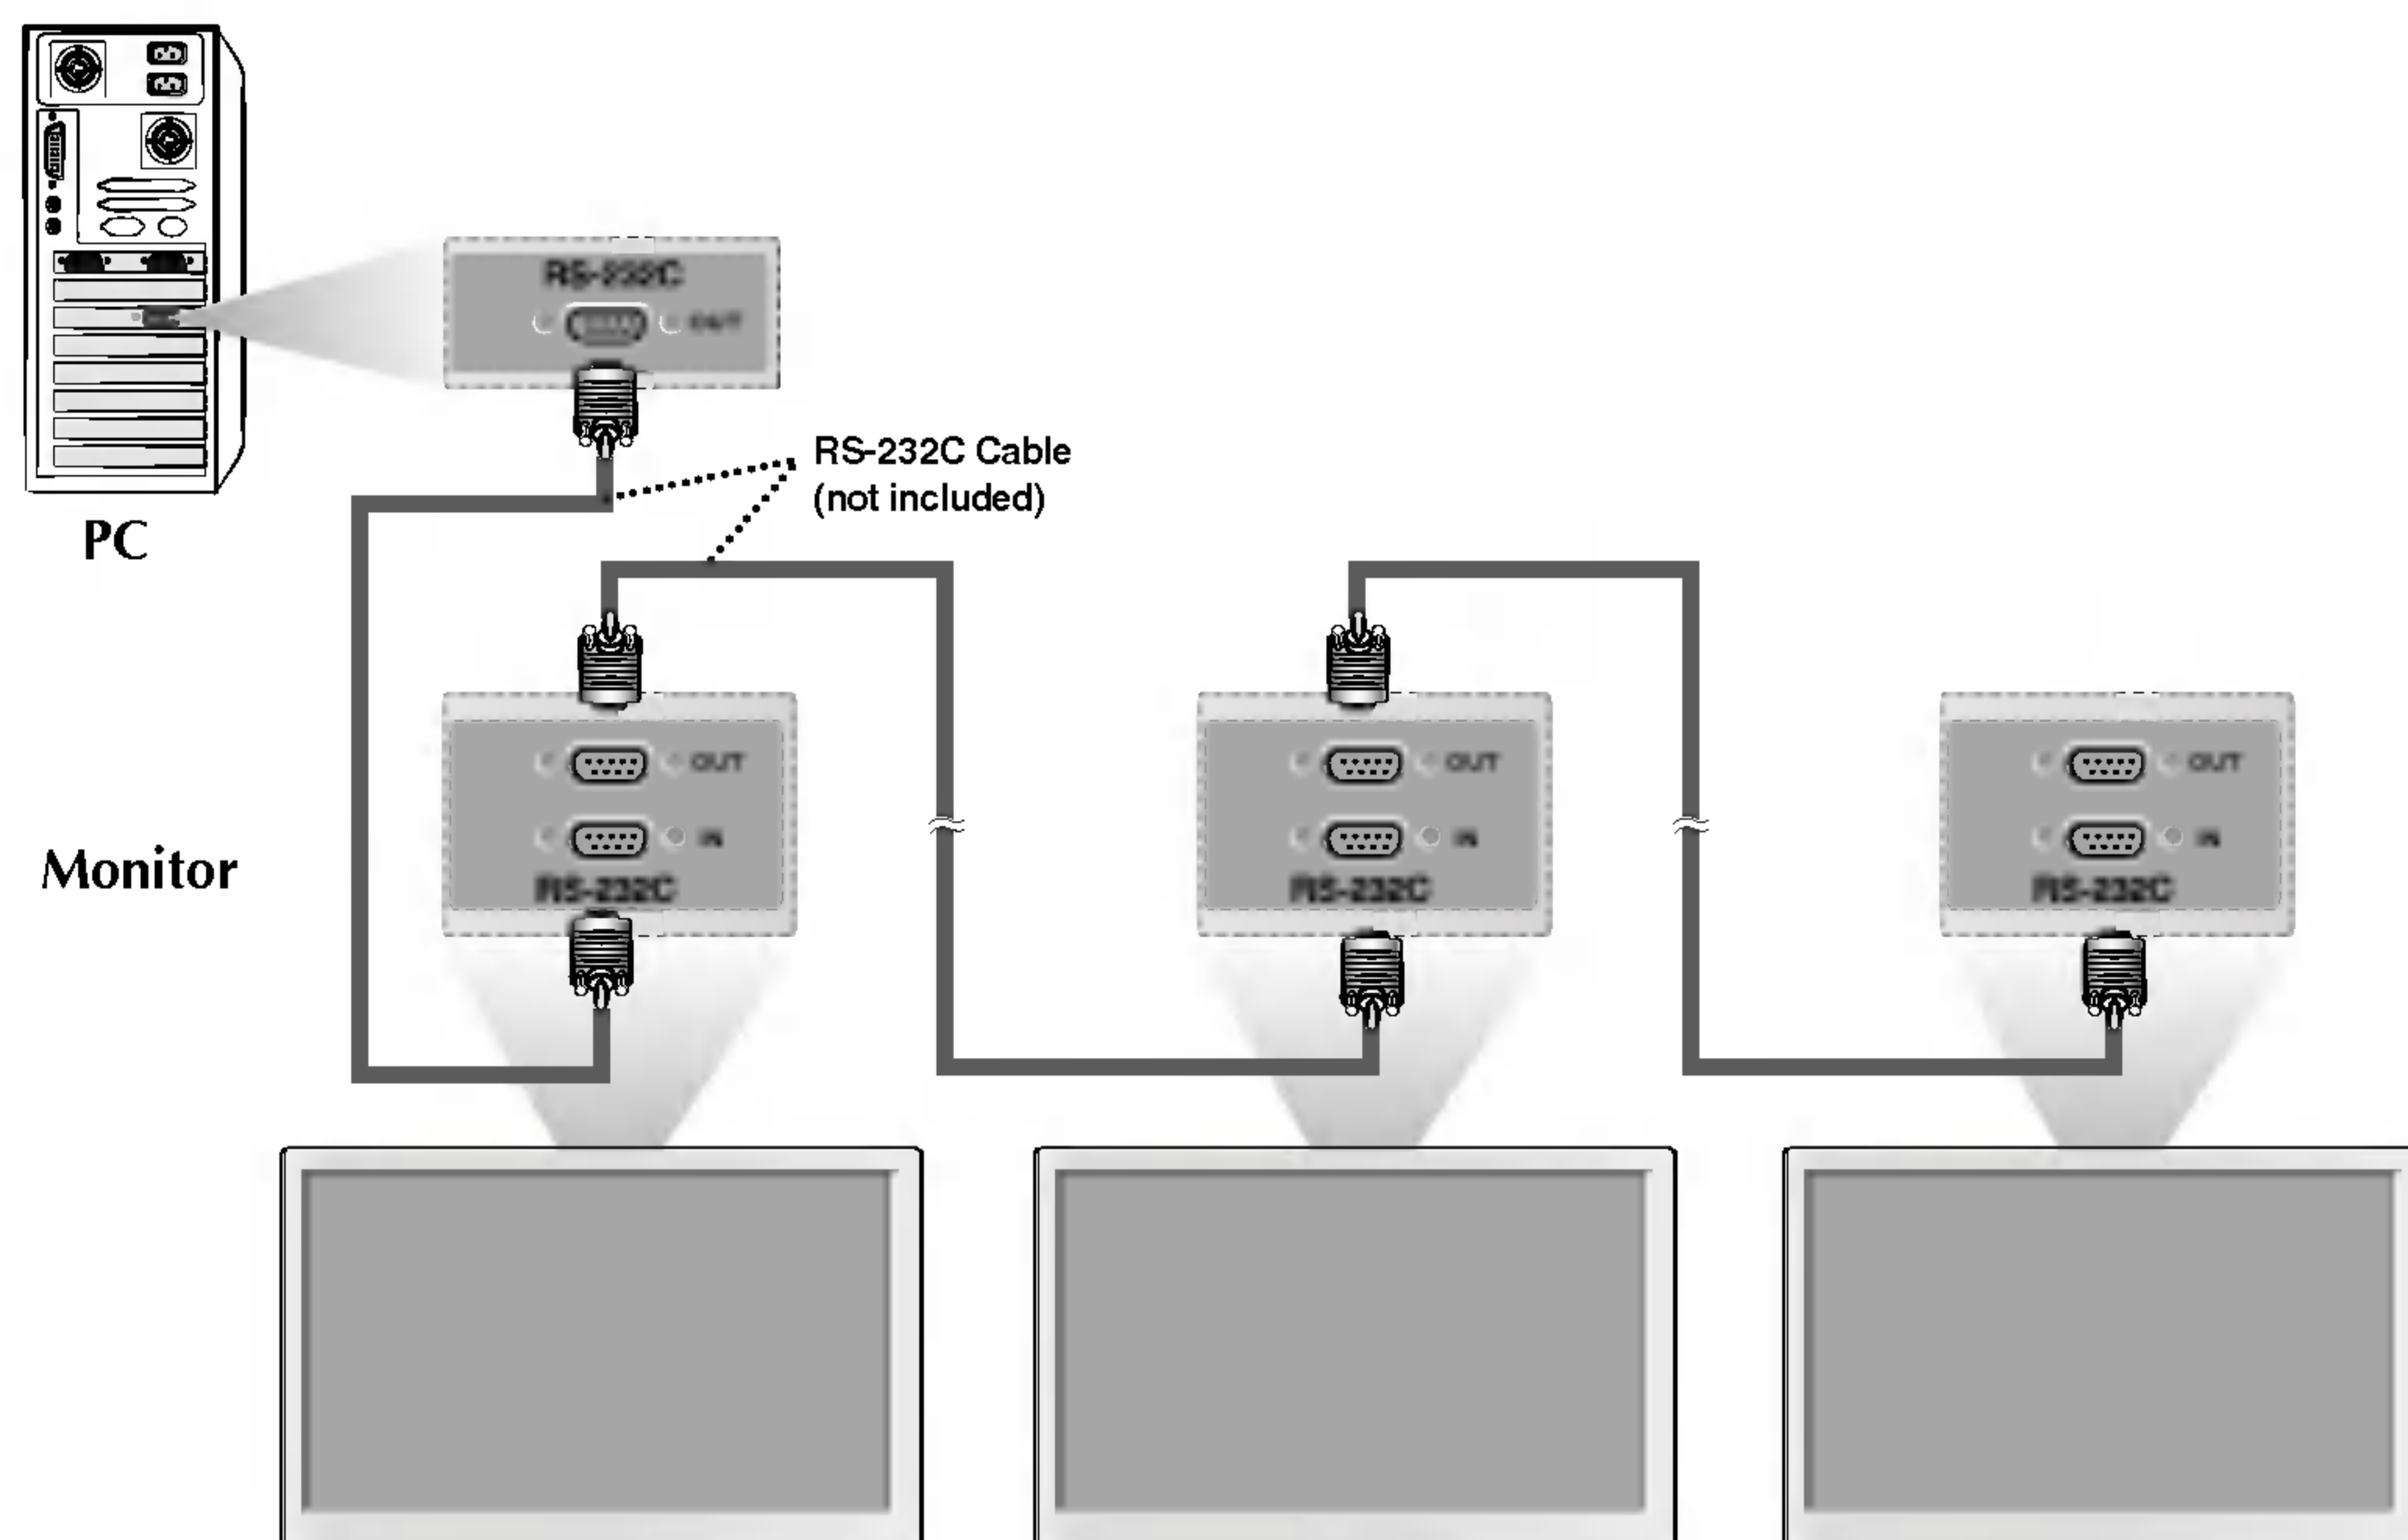 RS-232C
OUT
RS-232C Cable
(not included)
PC
OUT
OUT
OUT
Monitor
IN
IN
IN
RS-232C
RS-232C
RS-232C